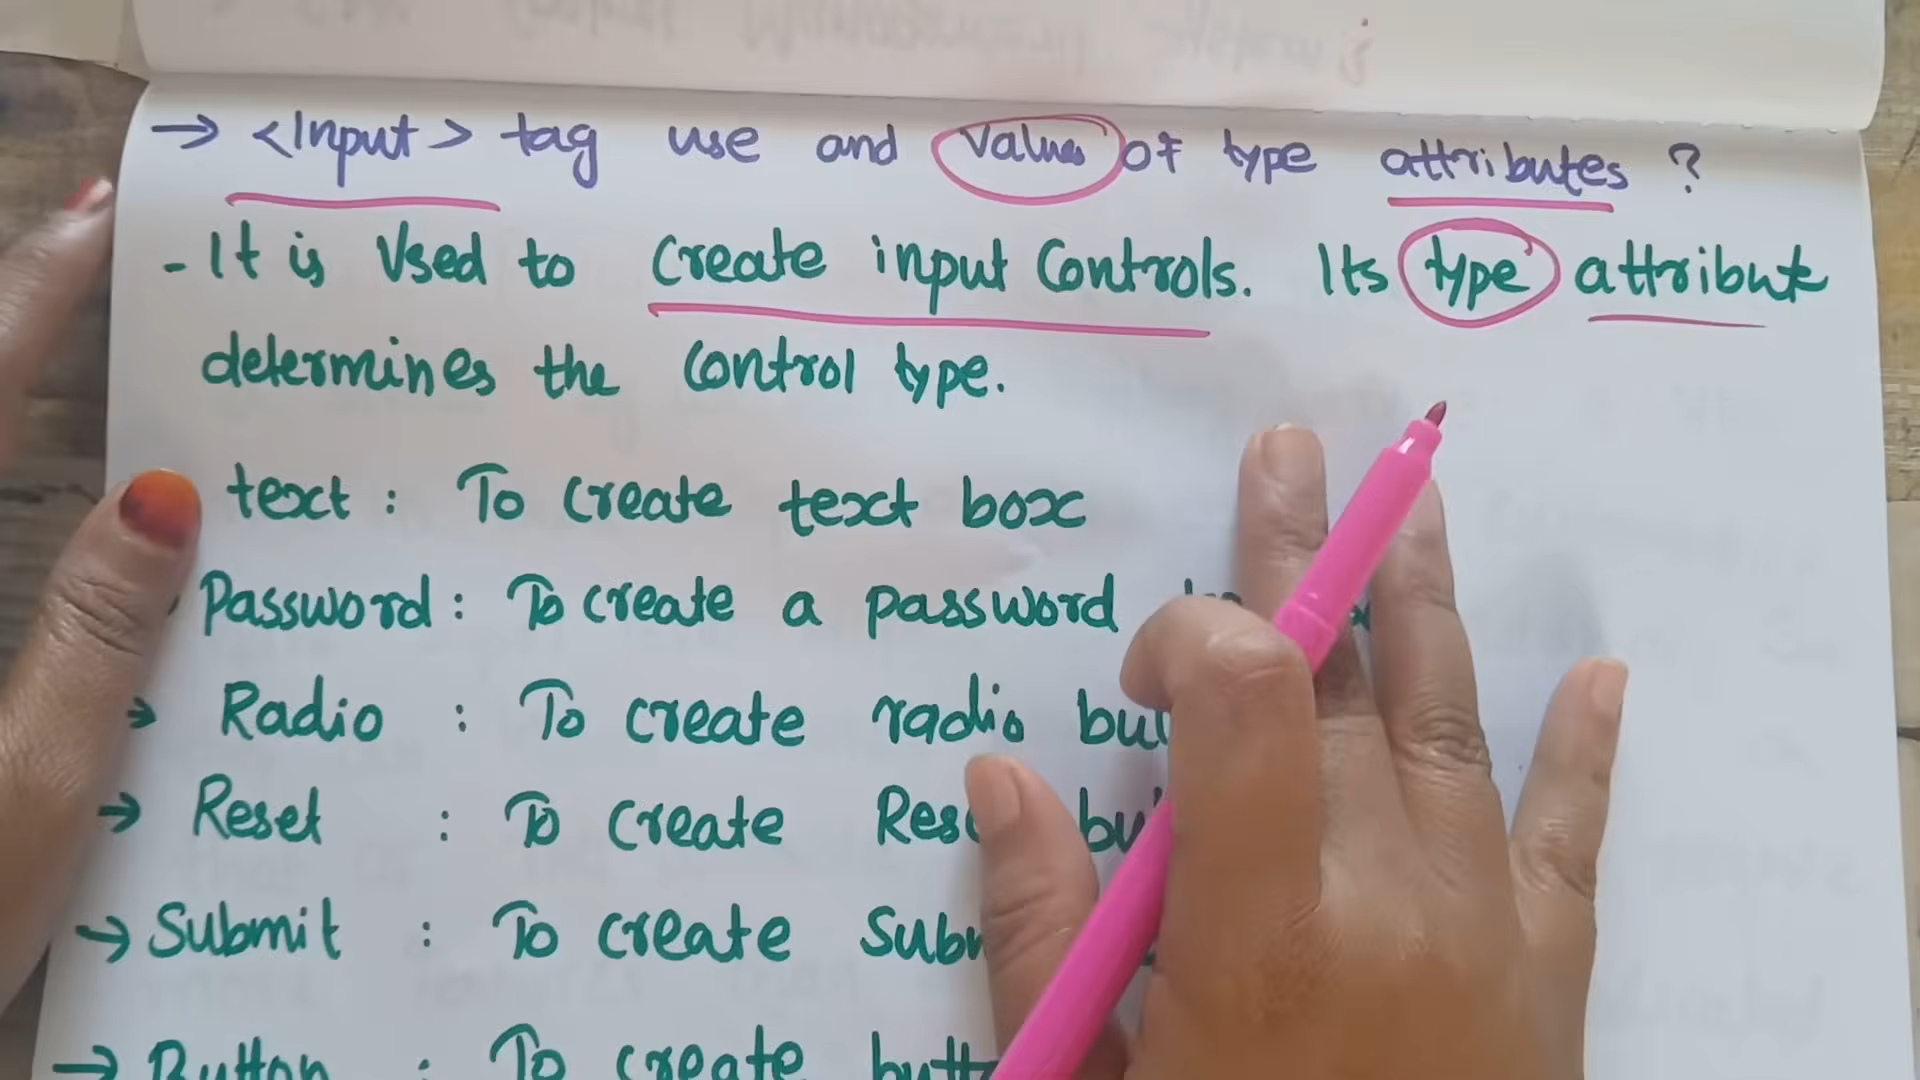 → <Input> tag use and values of type attributes ?
- It is Used to create input Controls. Its type attribute
determines the control type.
text : To create text box
Password : To create a password
→ Radio : To create radio
→ Reset : To create
→ Submit : To create
→ Button : To create